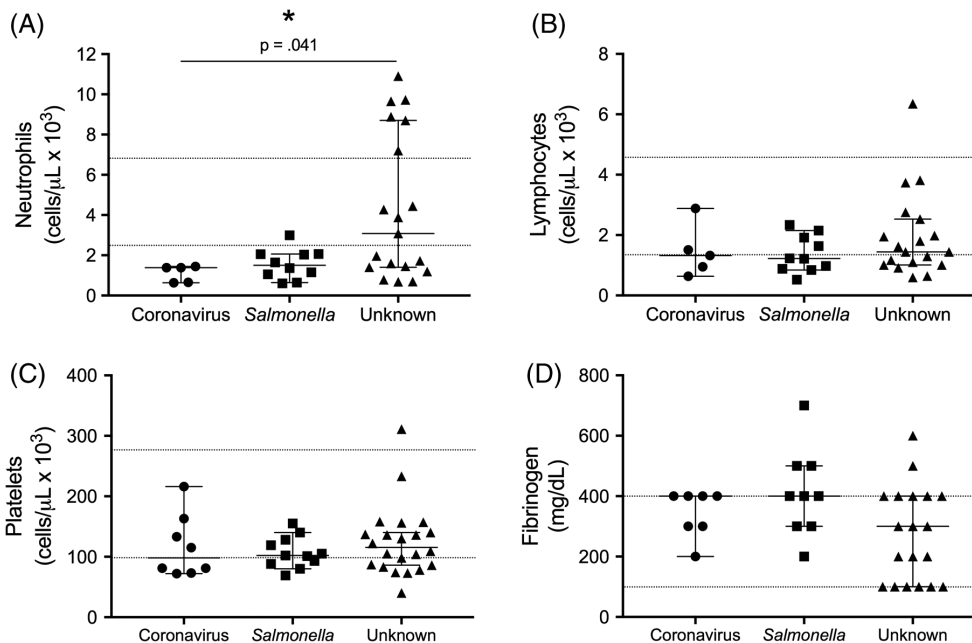 (A)
*
p = .041
12
10
8
6
4
2
0
Neutrophils
(cells/μL x 10³)
Coronavirus Salmonella Unknown
(B)
8
6
4
2
0
Lymphocytes
(cells/μL x 10³)
Coronavirus Salmonella Unknown
(C)
400
300
200
100
0
Platelets
(cells/μL x 10³)
Coronavirus Salmonella Unknown
(D)
800
600
400
200
0
Fibrinogen
(mg/dL)
Coronavirus Salmonella Unknown